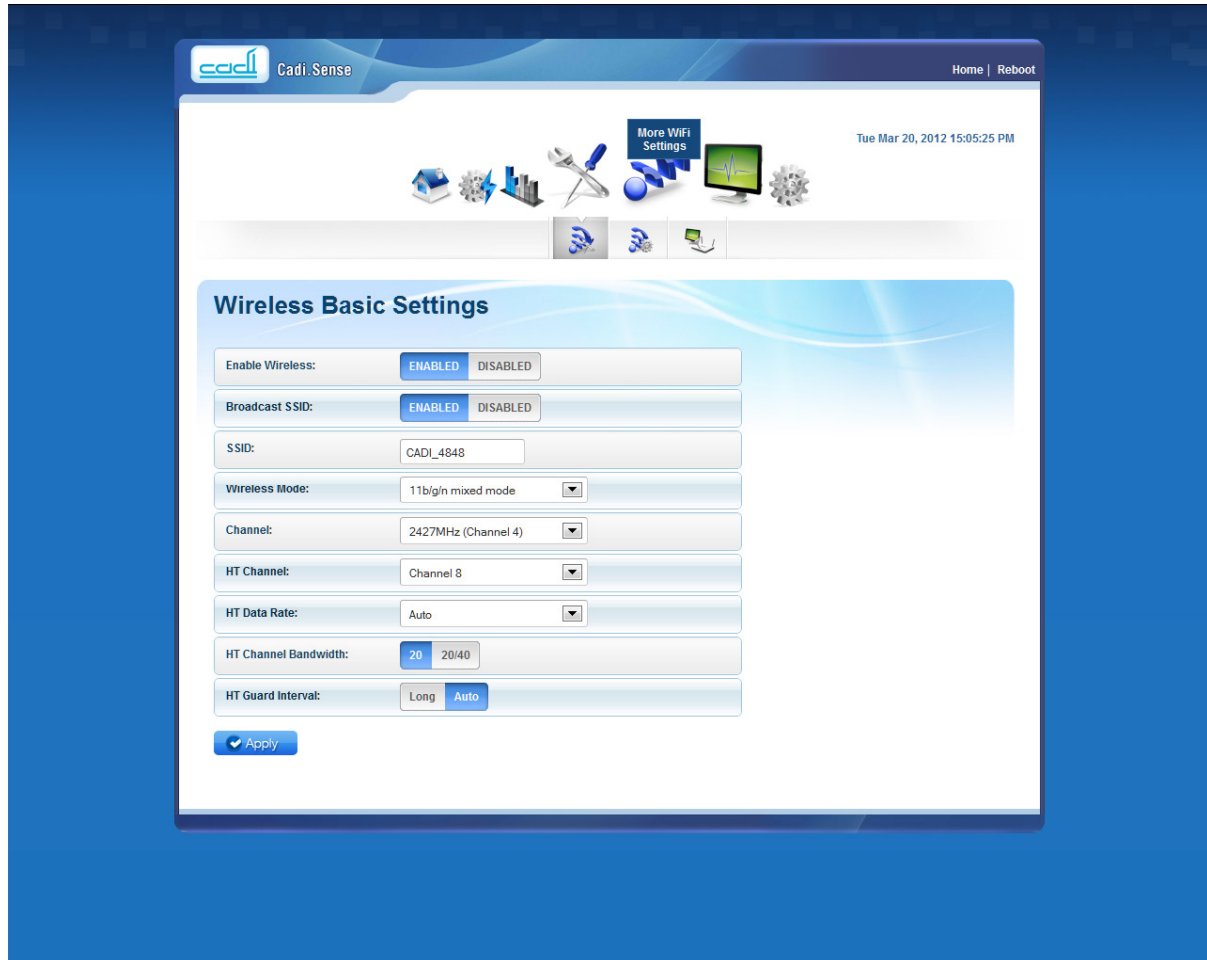 cadi
Cadi.Sense
Home | Reboot
More WiFi
Settings
Tue Mar 20, 2012 15:05:25 PM
Wireless Basic Settings
Enable Wireless: ENABLED DISABLED
Broadcast SSID: ENABLED DISABLED
SSID: CADI_4848
Wireless Mode: 11b/g/n mixed mode
Channel: 2427MHz (Channel 4)
HT Channel: Channel 8
HT Data Rate: Auto
HT Channel Bandwidth: 20 20/40
HT Guard Interval: Long Auto
Apply